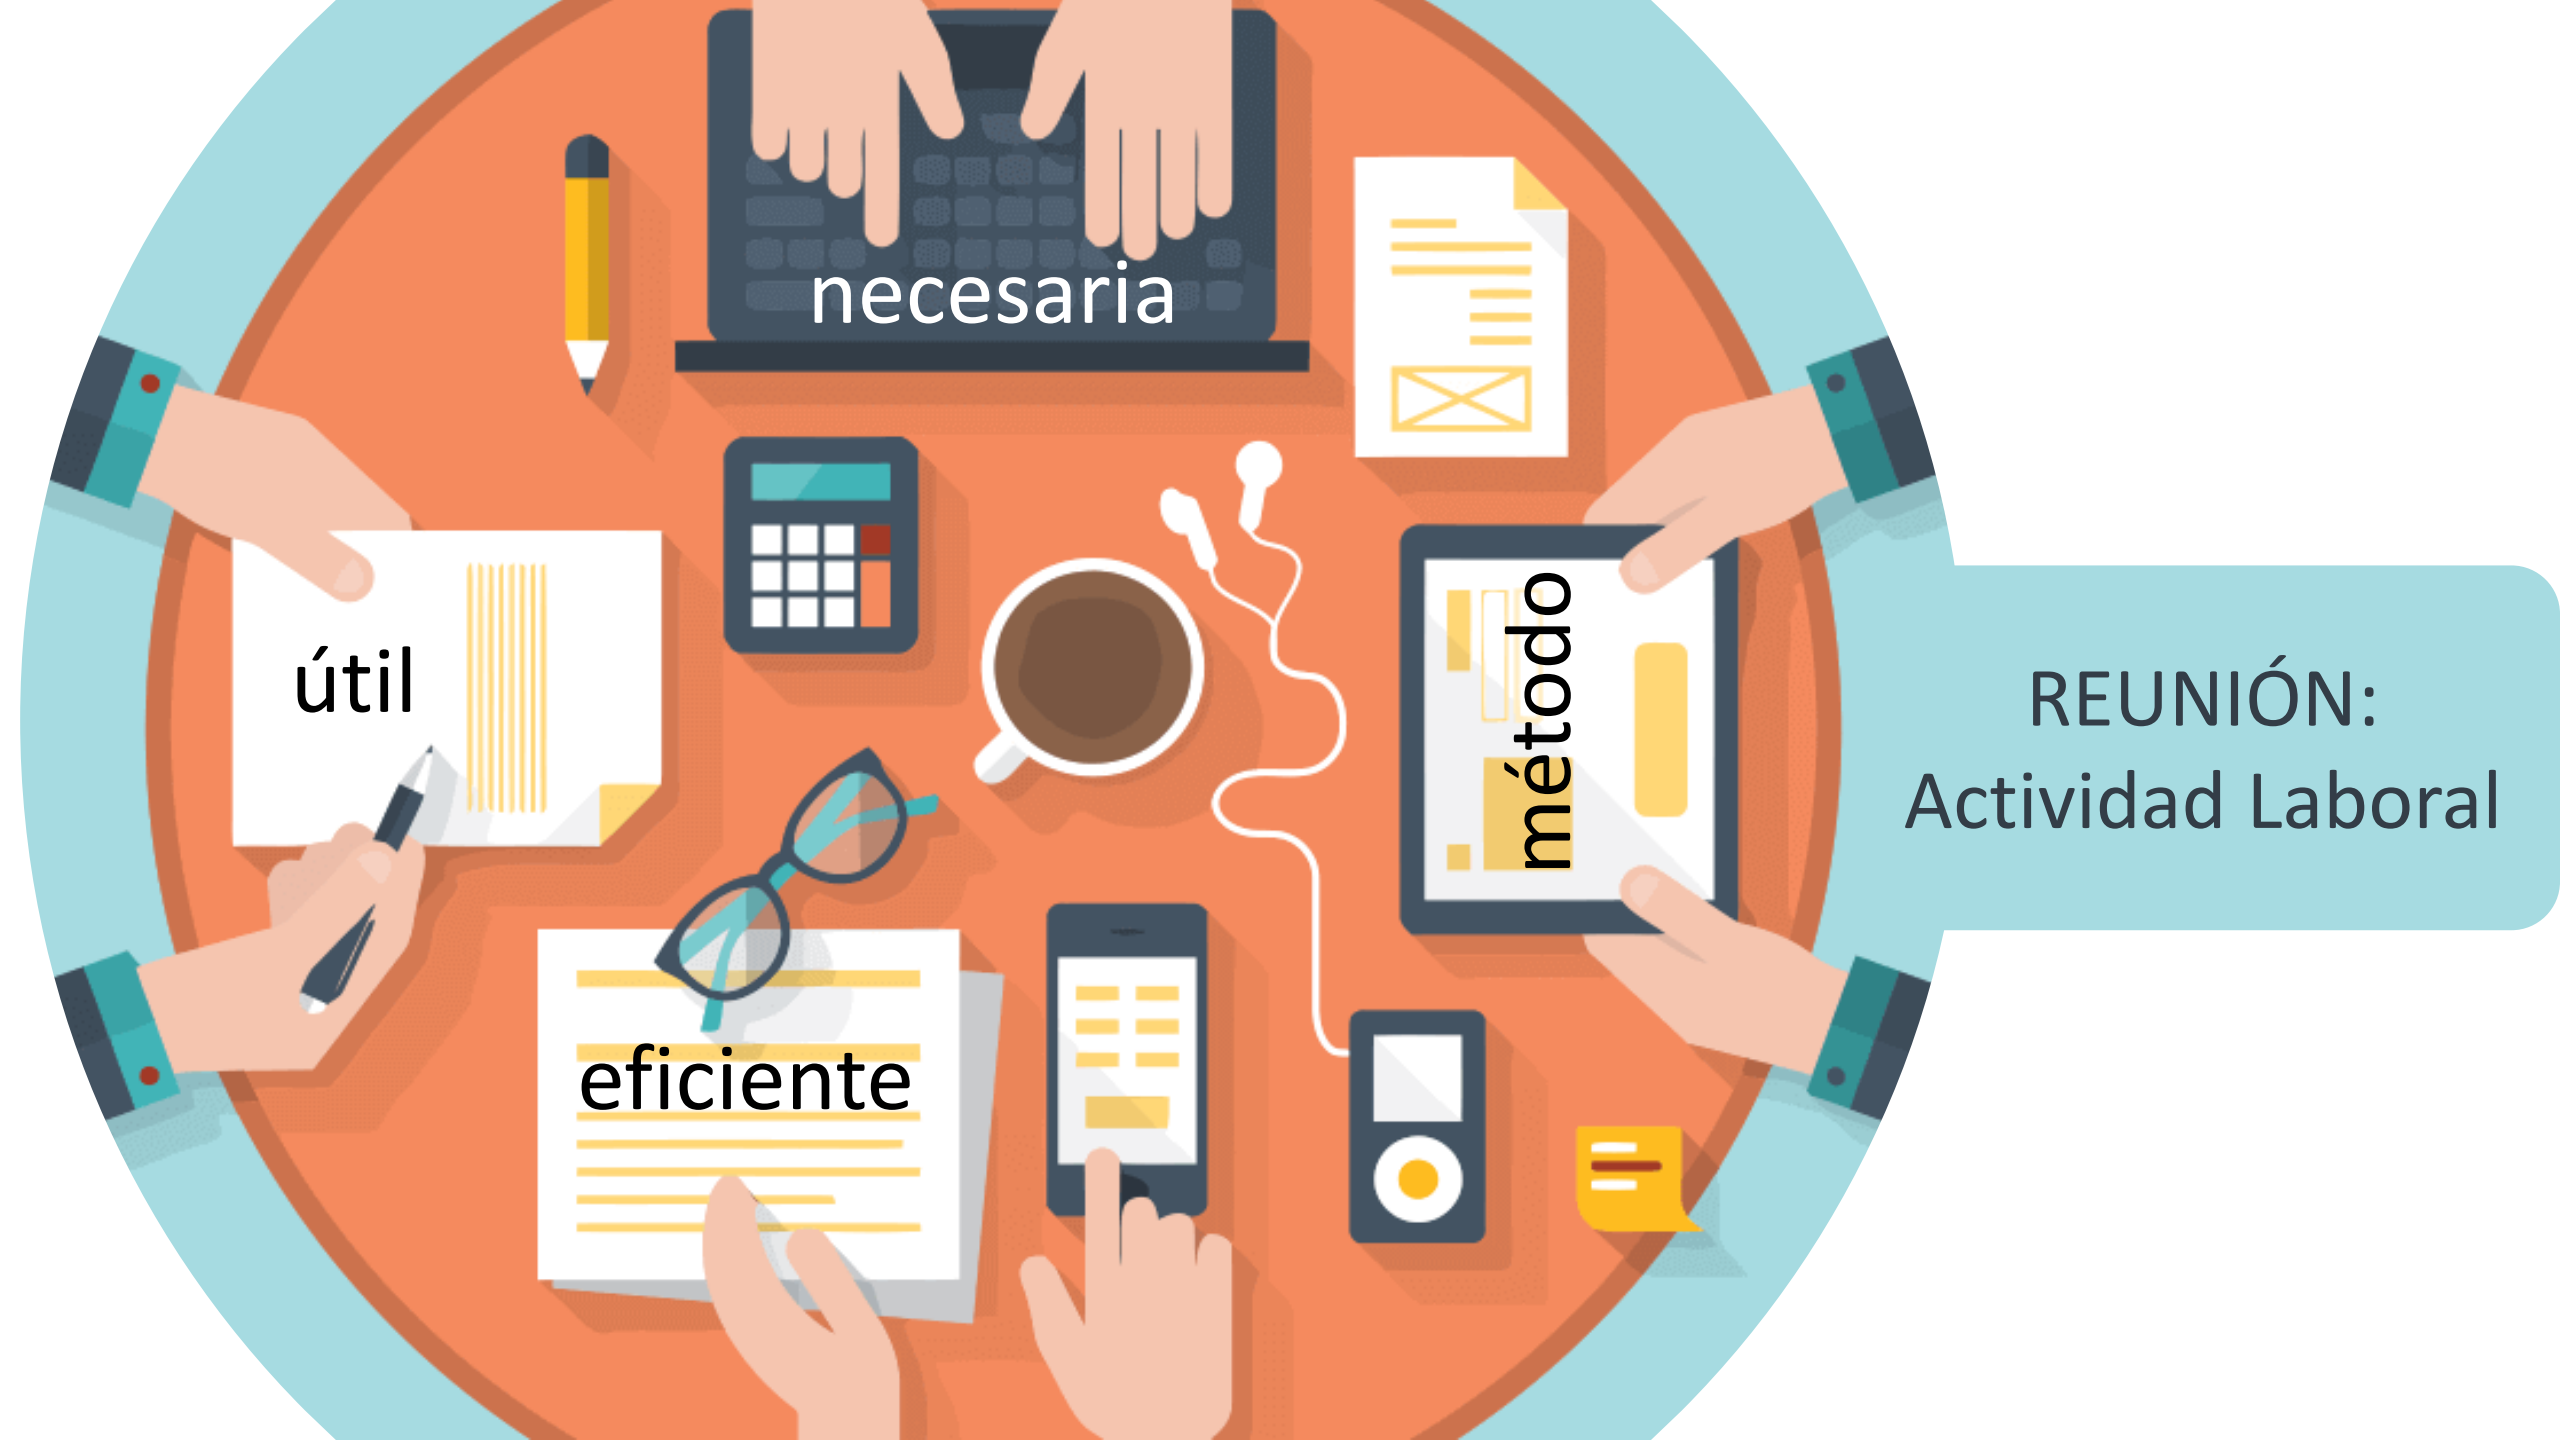 necesaria
útil
método
eficiente
REUNIÓN:
Actividad Laboral